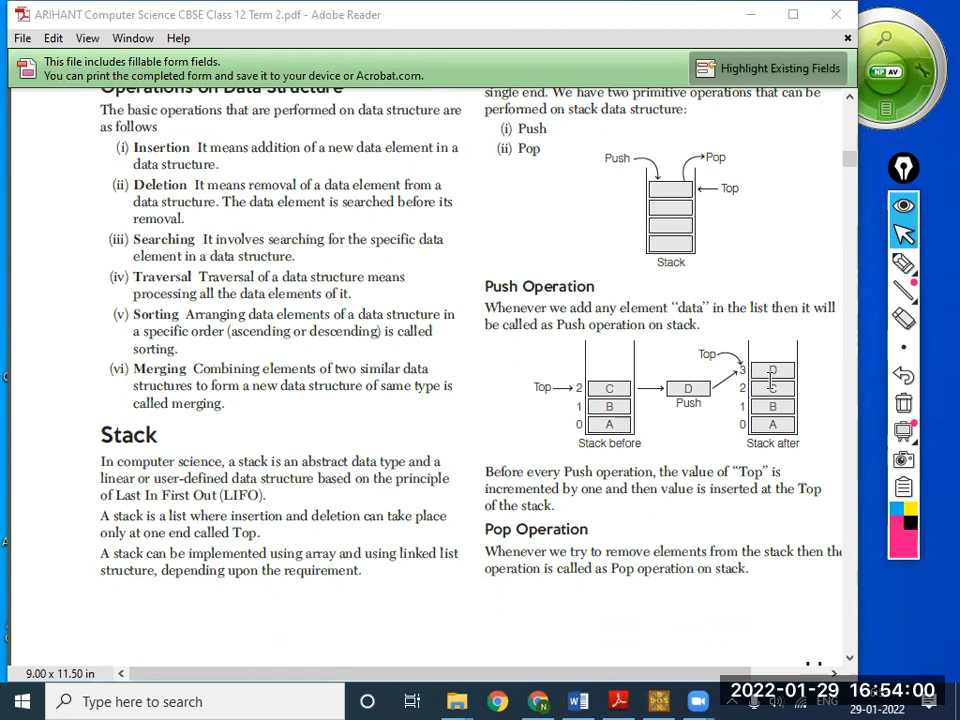 ARIHANT Computer Science CBSE Class 12 Term 2.pdf - Adobe Reader
File Edit View Window Help
This file includes fillable form fields.
You can print the completed form and save it to your device or Acrobat.com.
Highlight Existing Fields
Operations on Data Structure
The basic operations that are performed on data structure are
as follows
(i) Insertion It means addition of a new data element in a
data structure.
(ii) Deletion It means removal of a data element from a
data structure. The data element is searched before its
removal.
(iii) Searching It involves searching for the specific data
element in a data structure.
(iv) Traversal Traversal of a data structure means
processing all the data elements of it.
(v) Sorting Arranging data elements of a data structure in
a specific order (ascending or descending) is called
sorting.
(vi) Merging Combining elements of two similar data
structures to form a new data structure of same type is
called merging.
Stack
In computer science, a stack is an abstract data type and a
linear or user-defined data structure based on the principle
of Last In First Out (LIFO).
A stack is a list where insertion and deletion can take place
only at one end called Top.
A stack can be implemented using array and using linked list
structure, depending upon the requirement.
single end. We have two primitive operations that can be
performed on stack data structure:
(i) Push
(ii) Pop
Push Pop
Top
Stack
Push Operation
Whenever we add any element “data” in the list then it will
be called as Push operation on stack.
Top
3 D
Top 2 C D 2 C
1 B Push 1 B
0 A 0 A
Stack before Stack after
Before every Push operation, the value of “Top” is
incremented by one and then value is inserted at the Top
of the stack.
Pop Operation
Whenever we try to remove elements from the stack then the
operation is called as Pop operation on stack.
9.00 x 11.50 in
NP AV
Type here to search
2022-01-29 16:54:00
ENG
29-01-2022